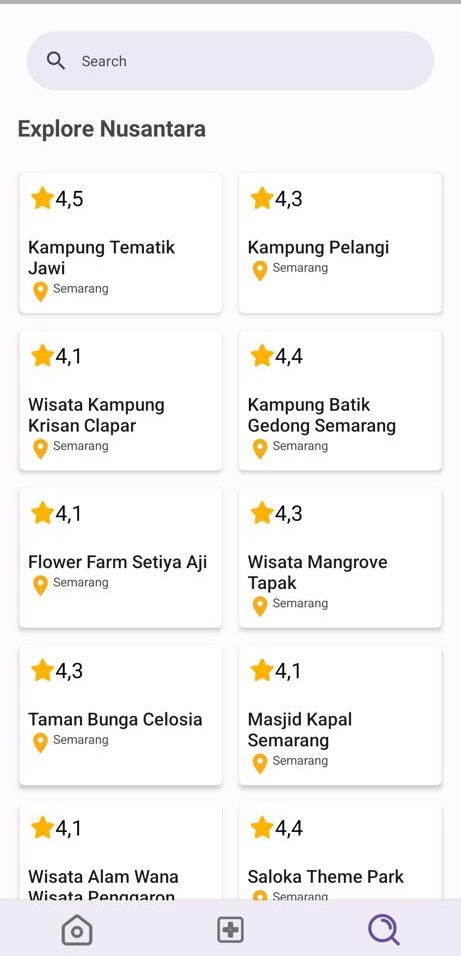 Search
Explore Nusantara
4,5
Kampung Tematik
Jawi
Semarang
4,3
Kampung Pelangi
Semarang
4,1
Wisata Kampung
Krisan Clapar
Semarang
4,4
Kampung Batik
Gedong Semarang
Semarang
4,1
Flower Farm Setiya Aji
Semarang
4,3
Wisata Mangrove
Tapak
Semarang
4,3
Taman Bunga Celosia
Semarang
4,1
Masjid Kapal
Semarang
Semarang
4,1
Wisata Alam Wana
Wisata Penggaron
4,4
Saloka Theme Park
Semarang